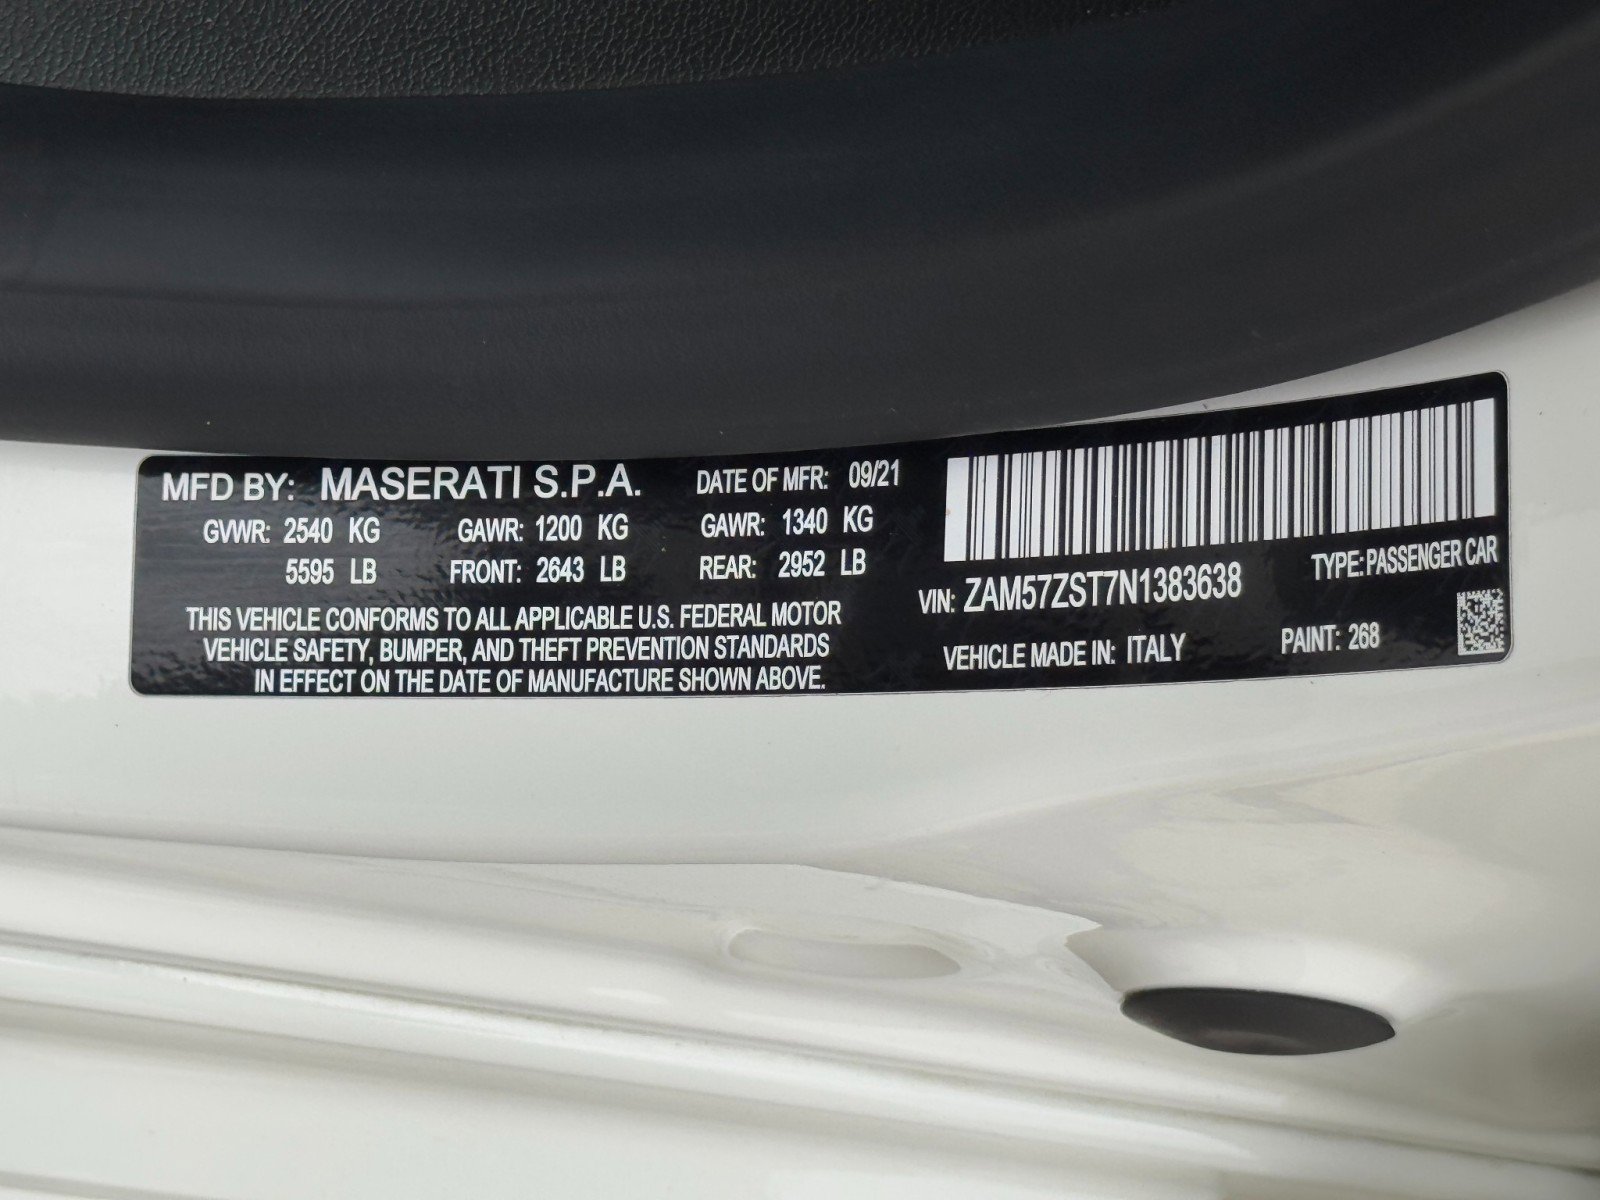 MFD BY: MASERATI S.P.A. DATE OF MFR: 09/21
GVWR: 2540 KG GAWR: 1200 KG GAWR: 1340 KG
5595 LB FRONT: 2643 LB REAR: 2952 LB
THIS VEHICLE CONFORMS TO ALL APPLICABLE U.S. FEDERAL MOTOR
VEHICLE SAFETY, BUMPER, AND THEFT PREVENTION STANDARDS
IN EFFECT ON THE DATE OF MANUFACTURE SHOWN ABOVE.
VIN: ZAM57ZST7N1383638 TYPE: PASSENGER CAR
VEHICLE MADE IN: ITALY PAINT: 268